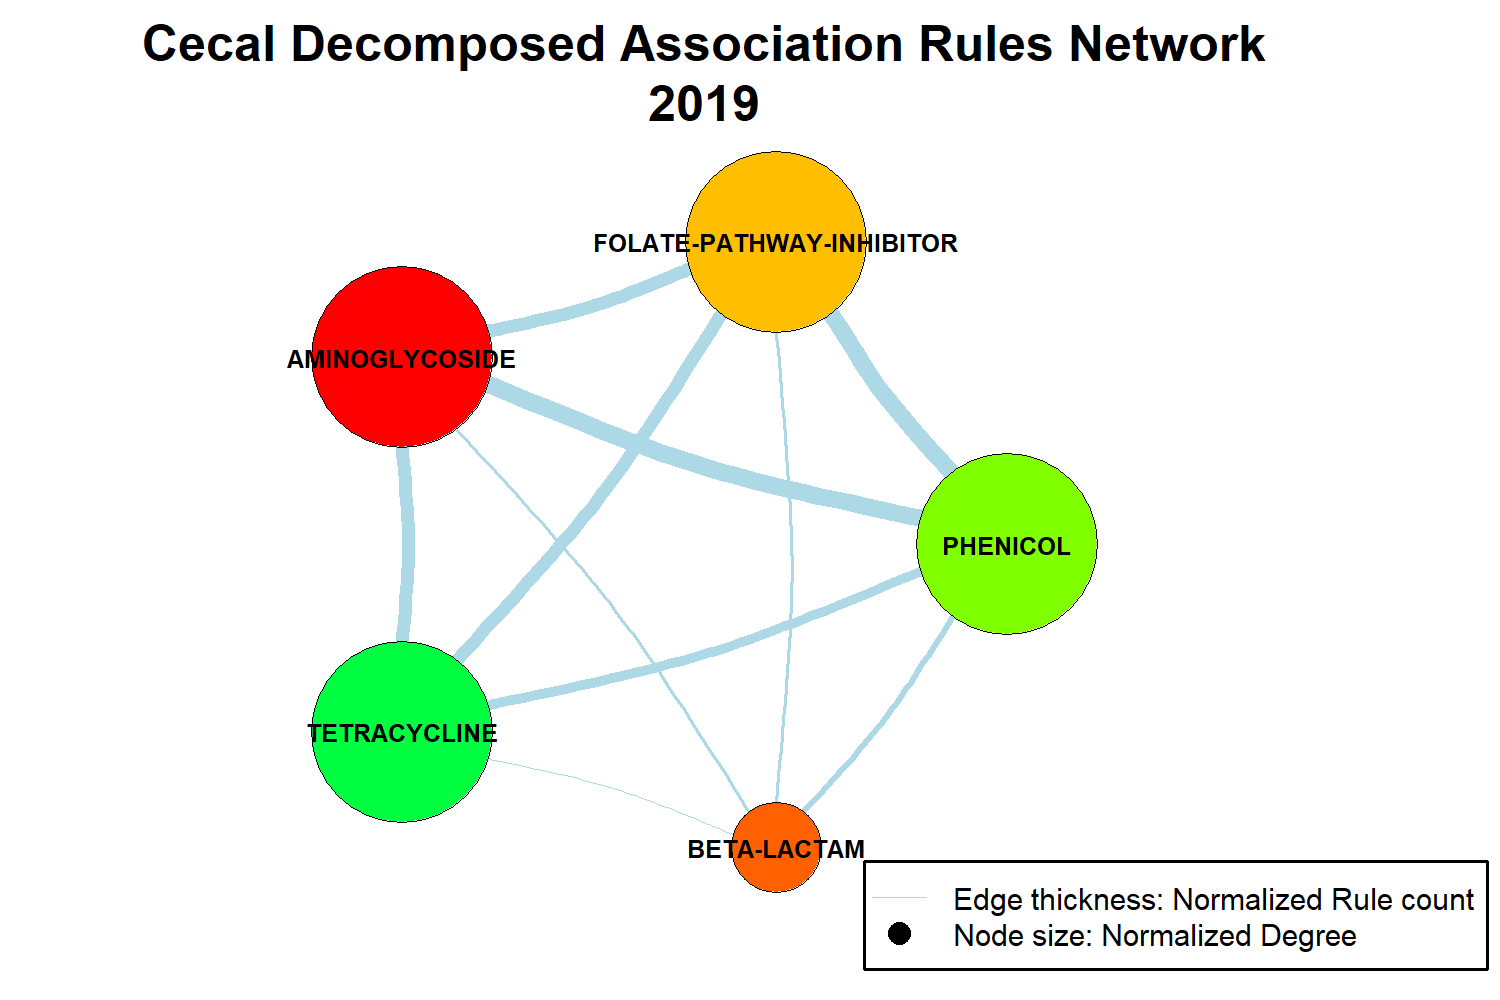 Cecal Decomposed Association Rules Network
2019
FOLATE-PATHWAY-INHIBITOR
AMINOGLYCOSIDE
PHENICOL
TETRACYCLINE
BETA-LACTAM
Edge thickness: Normalized Rule count
Node size: Normalized Degree